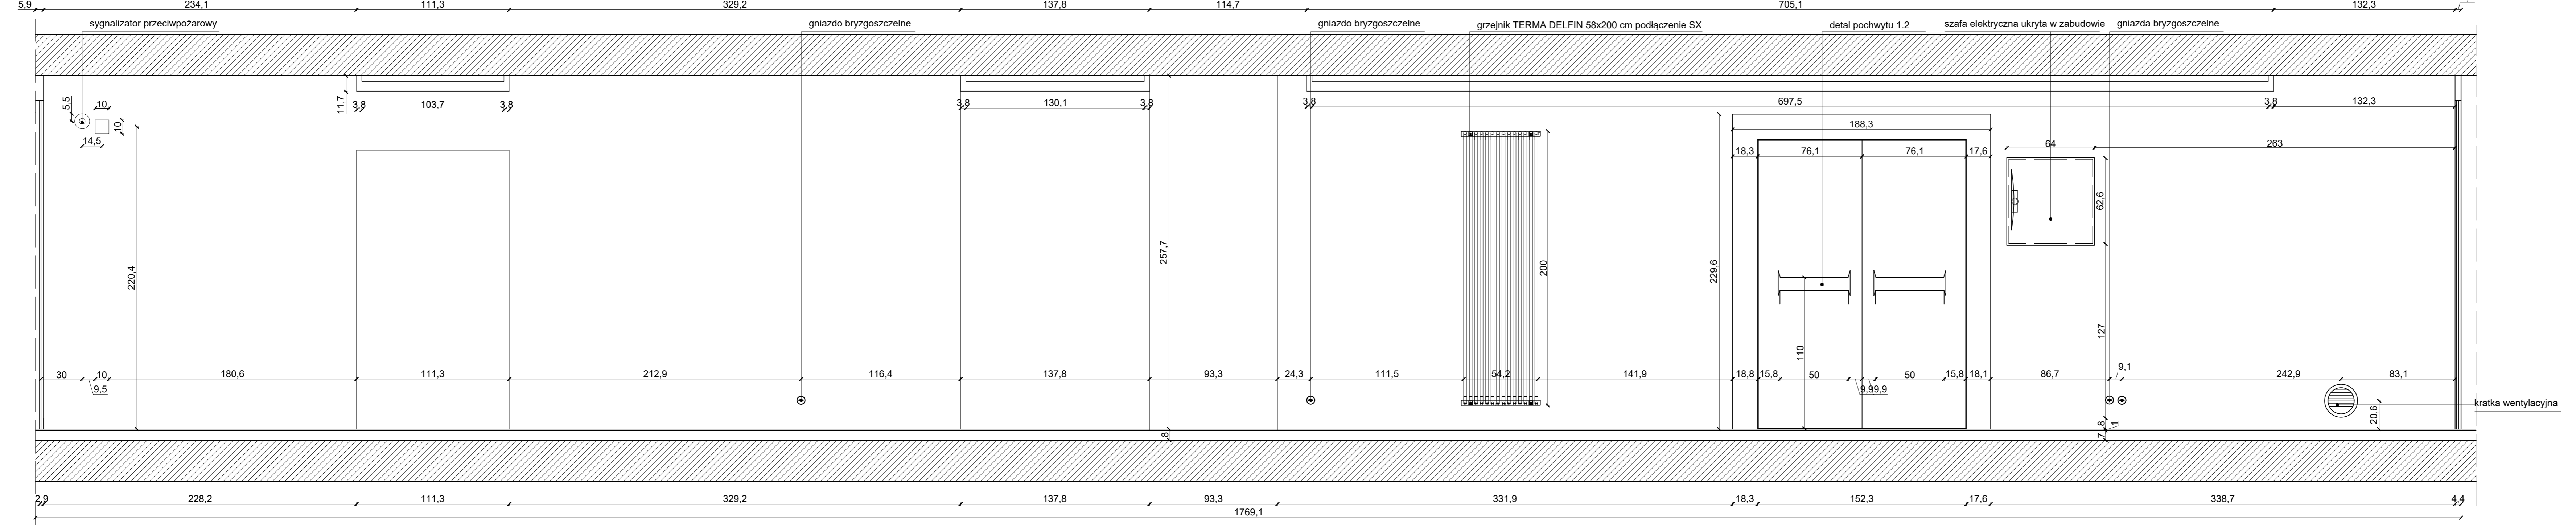 5,9 234,1 111,3 329,2 137,8 114,7 705,1 132,3
sygnalizator przeciwpożarowy gniazdo bryzgoszczelne gniazdo bryzgoszczelne grzejnik TERMA DELFIN 58x200 cm podłączenie SX detal pochwytu 1.2 szafa elektryczna ukryta w zabudowie gniazda bryzgoszczelne
5,5 10 11,7 3,8 103,7 3,8 3,8 130,1 3,8 3,8 697,5 3,8 132,3
10 188,3
14,5 18,3 76,1 76,1 17,6 64 263
62,6
220,4 257,7 200 229,6
110 127
30 10 180,6 111,3 212,9 116,4 137,8 93,3 24,3 111,5 54,2 141,9 18,8 15,8 50 50 15,8 18,1 86,7 9,1 242,9 83,1
9,5 9,9 9,9
kratka wentylacyjna
20,6
8 8 1
7
2,9 228,2 111,3 329,2 137,8 93,3 331,9 18,3 152,3 17,6 338,7 4,4
1769,1